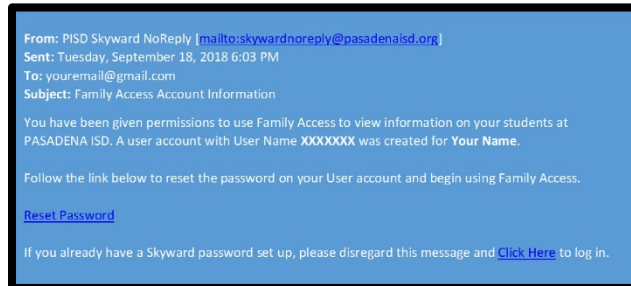 From: PISD Skyward NoReply [mailto:skywardnoreply@pasadenaisd.org]
Sent: Tuesday, September 18, 2018 6:03 PM
To: youremail@gmail.com
Subject: Family Access Account Information
You have been given permissions to use Family Access to view information on your students at
PASADENA ISD. A user account with User Name XXXXXXX was created for Your Name.
Follow the link below to reset the password on your User account and begin using Family Access.
Reset Password
If you already have a Skyward password set up, please disregard this message and Click Here to log in.